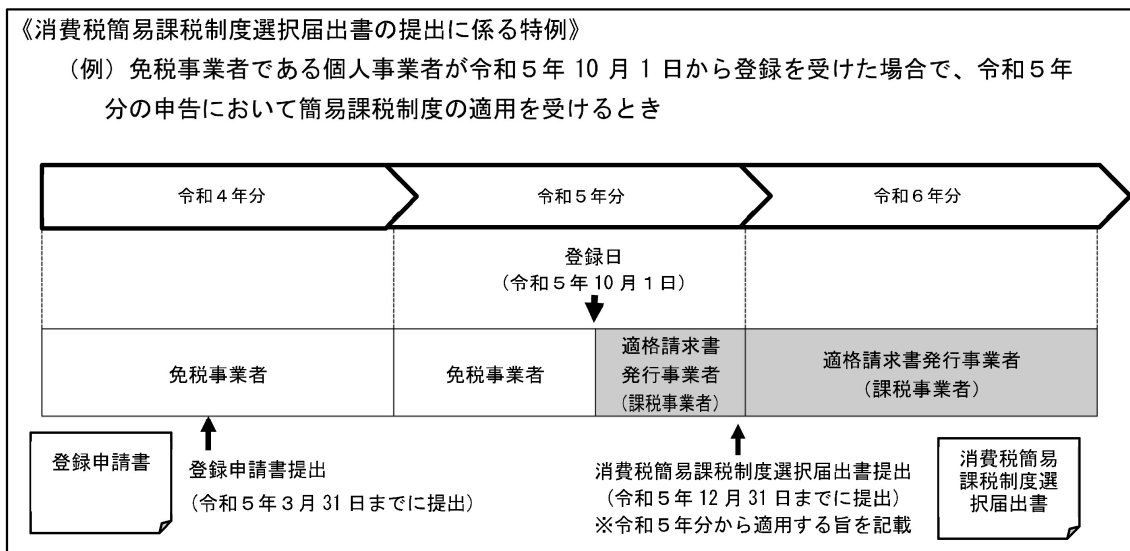 《消費税簡易課税制度選択届出書の提出に係る特例》
（例）免税事業者である個人事業者が令和５年 10 月１日から登録を受けた場合で、令和５年
分の申告において簡易課税制度の適用を受けるとき
令和４年分
令和５年分
令和６年分
登録日
（令和５年 10 月１日）
免税事業者
免税事業者
適格請求書
発行事業者
（課税事業者）
適格請求書発行事業者
（課税事業者）
登録申請書
登録申請書提出
（令和５年３月 31 日までに提出）
消費税簡易課税制度選択届出書提出
（令和５年 12 月 31 日までに提出）
※令和５年分から適用する旨を記載
消費税簡易
課税制度選
択届出書